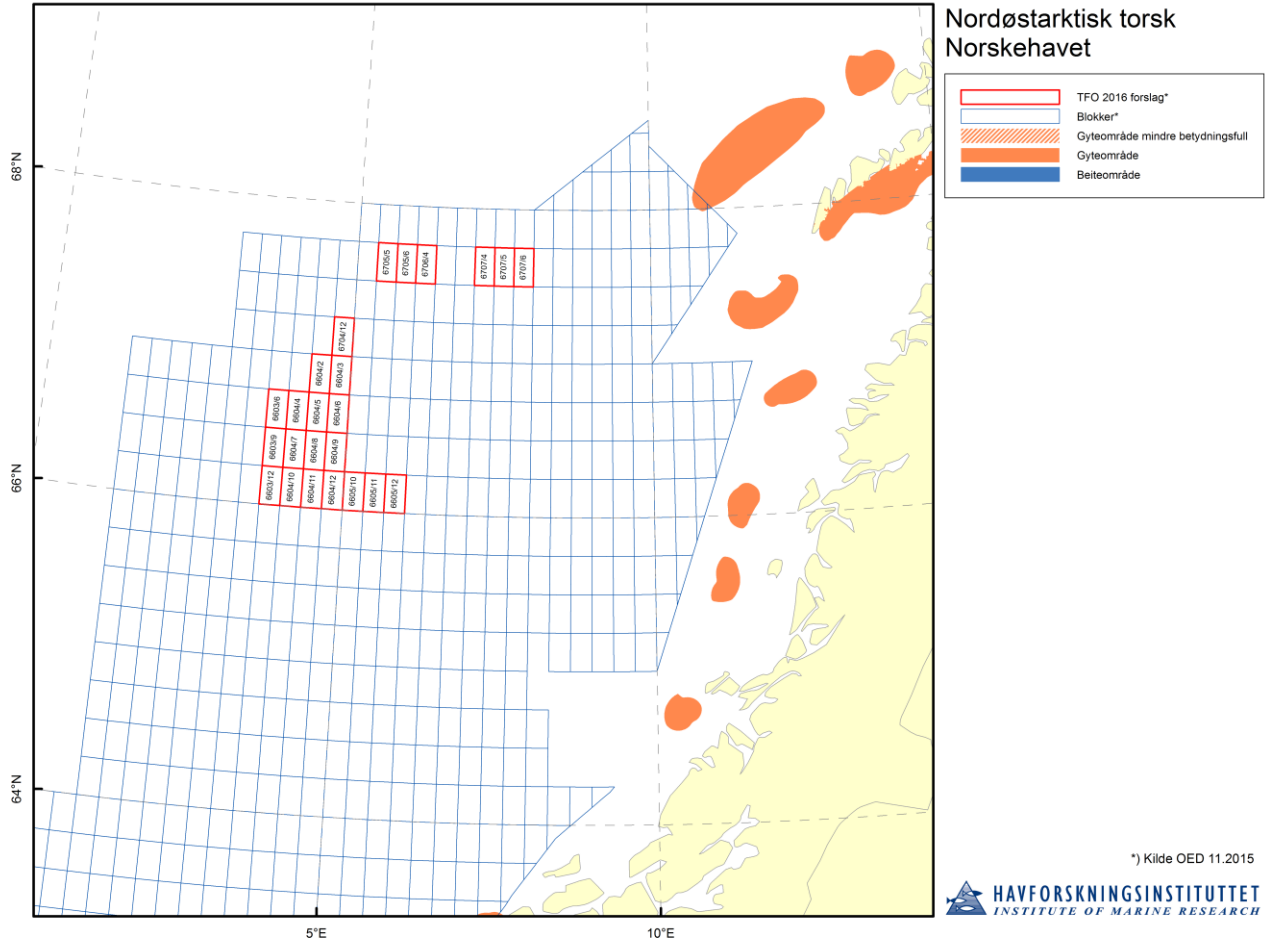 Nordøstarktisk torsk
Norskehavet
TFO 2016 forslag*
Blokker*
Gyteområde mindre betydningsfull
Gyteområde
Beiteområde
68°N
66°N
64°N
5°E
10°E
6705/5
6705/6
6706/4
6707/4
6707/5
6707/6
6704/12
6604/2
6604/3
6603/6
6604/4
6604/5
6604/6
6603/9
6604/7
6604/8
6604/9
6603/12
6604/10
6604/11
6604/12
6605/10
6605/11
6605/12
*) Kilde OED 11.2015
HAVFORSKNINGSINSTITUTTET
INSTITUTE OF MARINE RESEARCH